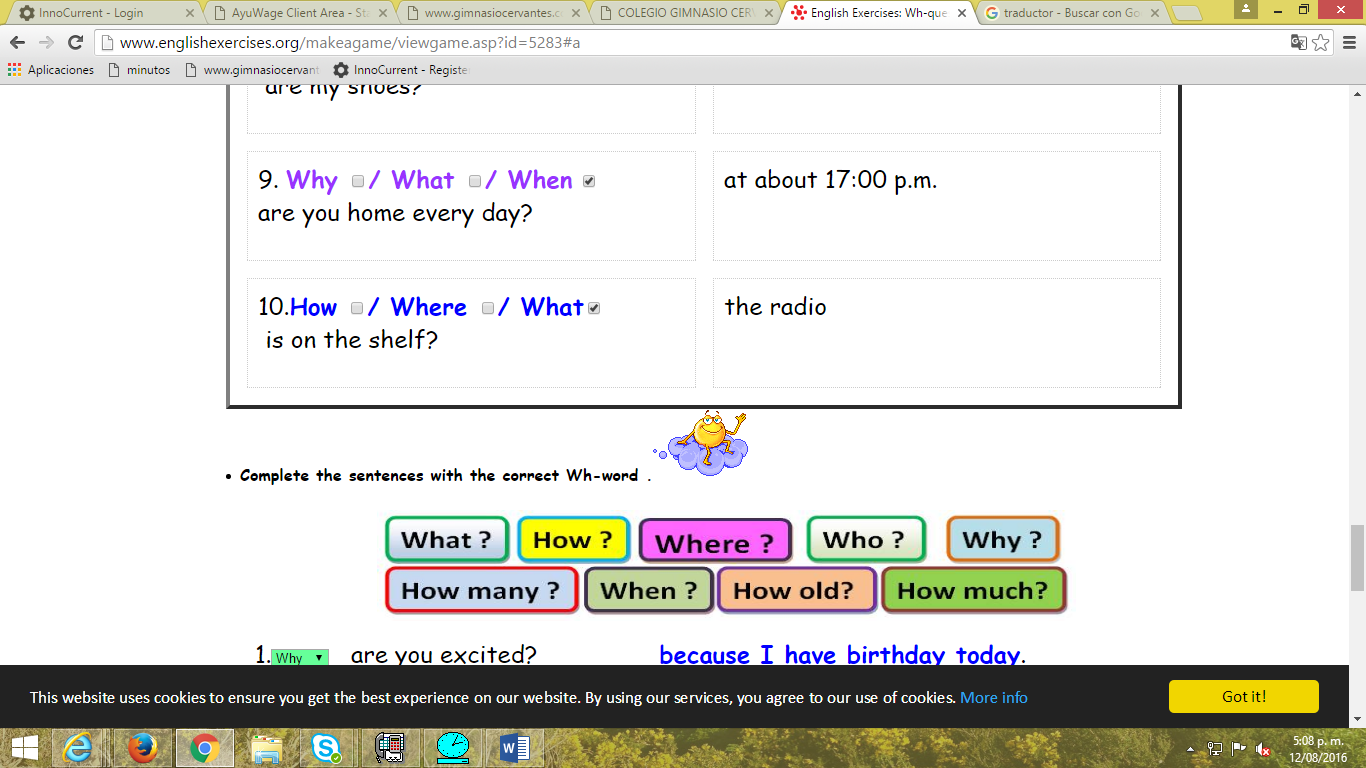 InnoCurrent - Login
AyuWage Client Area - Sta
www.gimnasiocervantes.c
COLEGIO GIMNASIO CER
English Exercises: Wh-que
traductor - Buscar con Go
www.englishexercises.org/makeagame/viewgame.asp?id=5283#a
Aplicaciones
minutos
www.gimnasiocervant
InnoCurrent - Registe
are my shoes?
9. Why / What / When
are you home every day?
at about 17:00 p.m.
10.How / Where / What
is on the shelf?
the radio
Complete the sentences with the correct Wh-word .
What ? How ? Where ? Who ? Why ?
How many ? When ? How old? How much?
1. Why are you excited? because I have birthday today.
This website uses cookies to ensure you get the best experience on our website. By using our services, you agree to our use of cookies. More info
Got it!
5:08 p. m.
12/08/2016